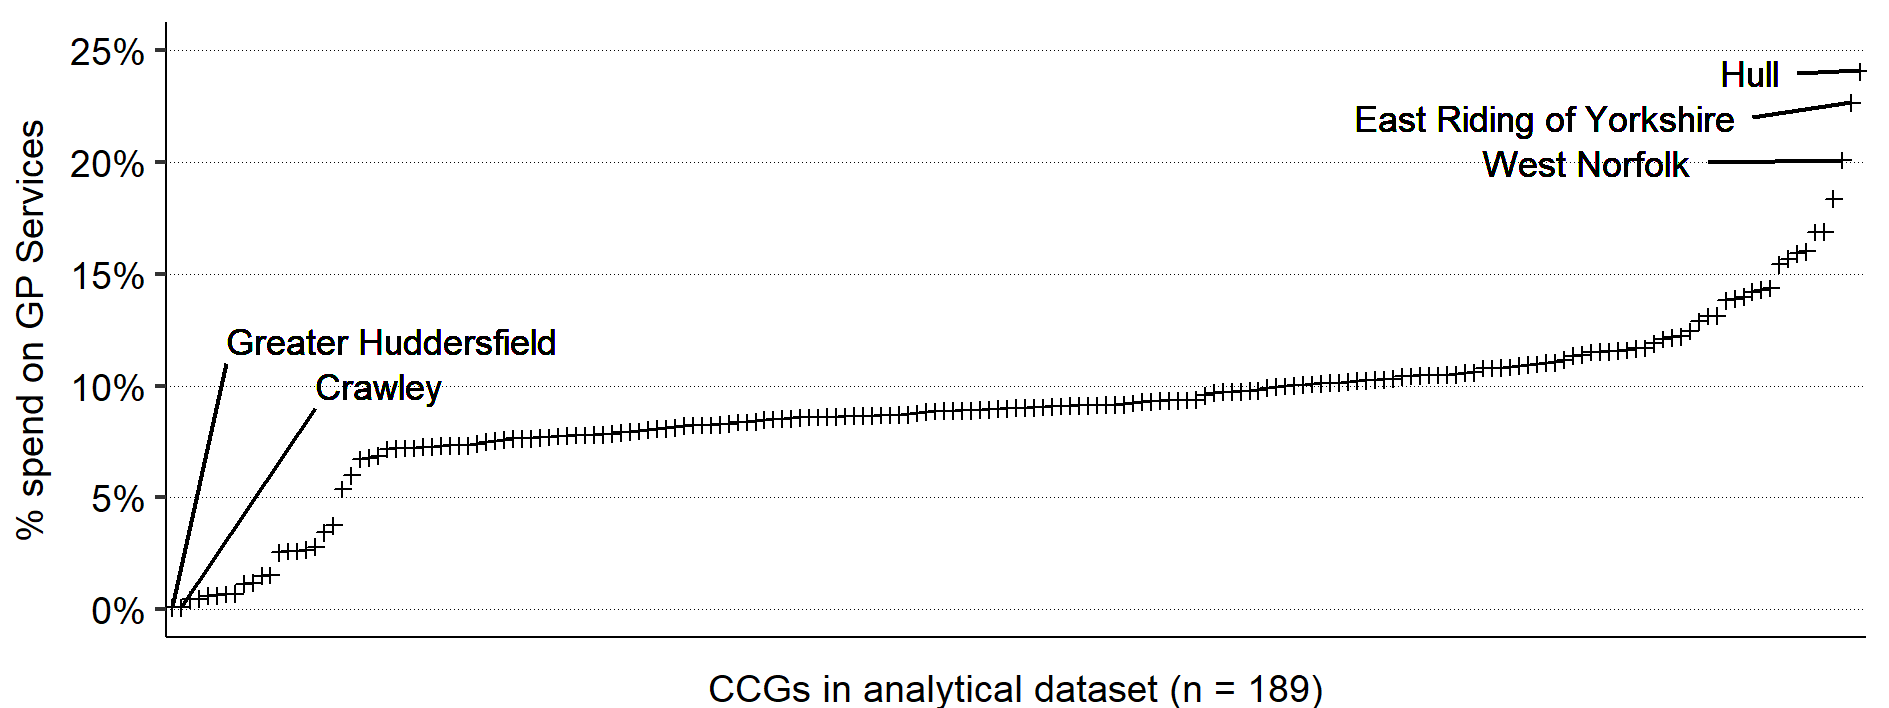 25%
Hull
East Riding of Yorkshire
20%
West Norfolk
15%
Greater Huddersfield
10%
Crawley
5%
0%
% spend on GP Services
CCGs in analytical dataset (n = 189)